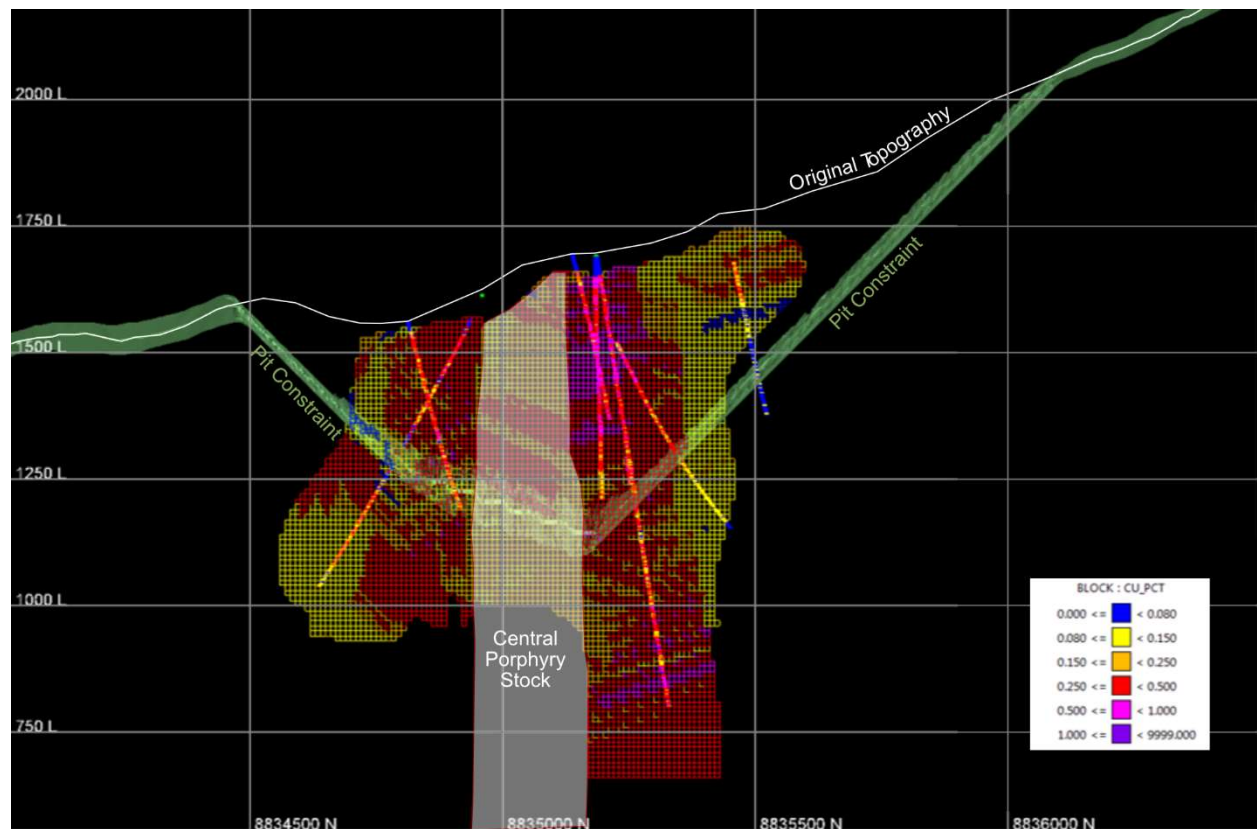 2000 L
Original Topography
1750 L
Pit Constraint
1500 L
Pit Constraint
1250 L
1000 L
Central
Porphyry
Stock
750 L
BLOCK : CU_PCT
0.000 <= < 0.080
0.080 <= < 0.150
0.150 <= < 0.250
0.250 <= < 0.500
0.500 <= < 1.000
1.000 <= < 9999.000
8834500 N 8835000 N 8835500 N 8836000 N